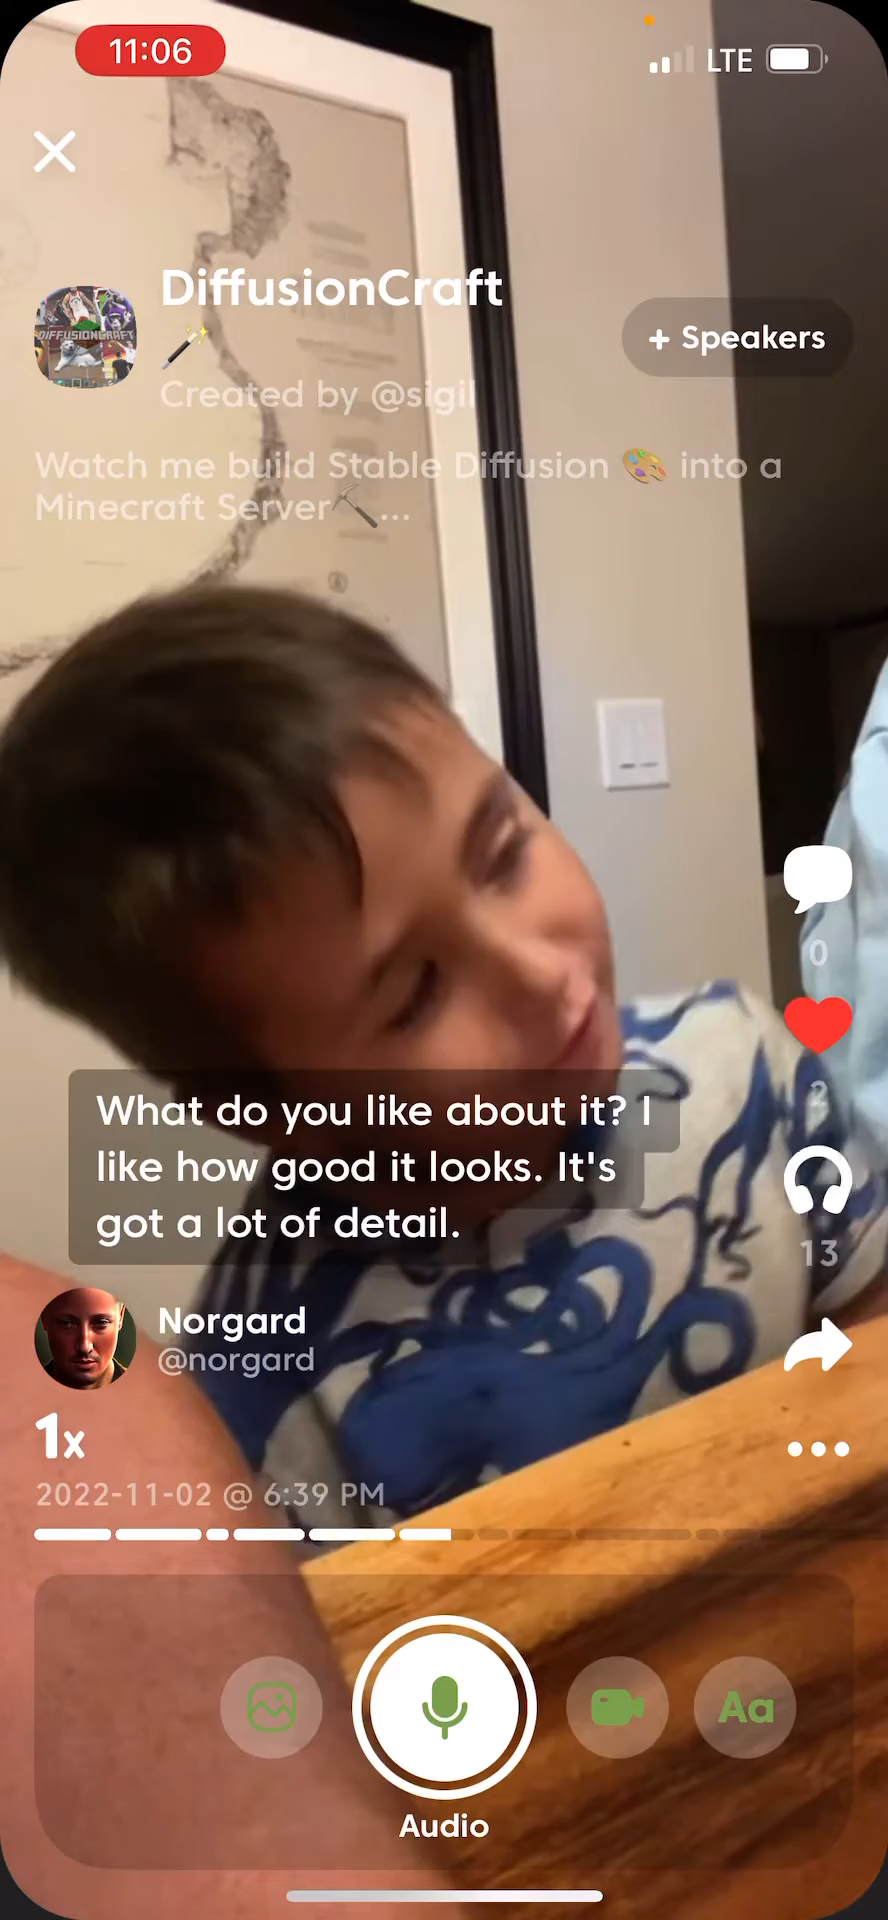 11:06
LTE
DiffusionCraft
DIFFUSIONCRAFT
+ Speakers
Created by @sigil
Watch me build Stable Diffusion 🎨 into a
Minecraft Server⛏️...
0
2
What do you like about it? I
like how good it looks. It's
got a lot of detail.
13
Norgard
@norgard
1x
2022-11-02 @ 6:39 PM
Aa
Audio